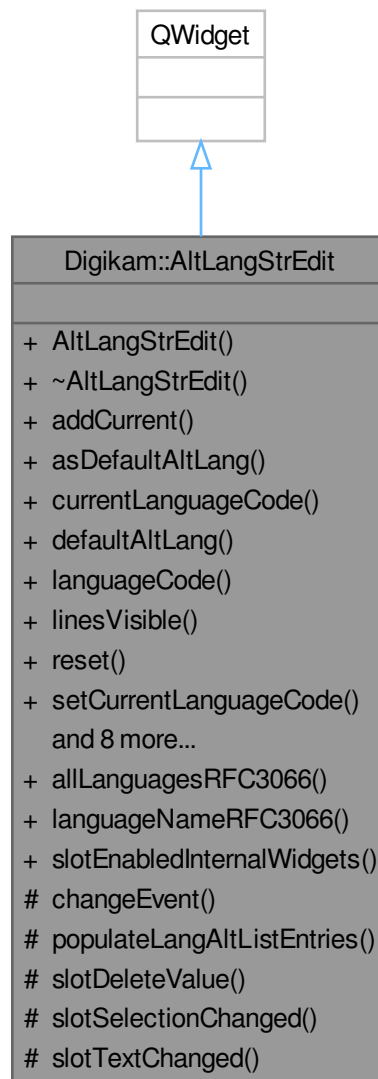 QWidget
Digikam::AltLangStrEdit
+ AltLangStrEdit()
+ ~AltLangStrEdit()
+ addCurrent()
+ asDefaultAltLang()
+ currentLanguageCode()
+ defaultAltLang()
+ languageCode()
+ linesVisible()
+ reset()
+ setCurrentLanguageCode()
and 8 more...
+ allLanguagesRFC3066()
+ languageNameRFC3066()
+ slotEnabledInternalWidgets()
# changeEvent()
# populateLangAltListEntries()
# slotDeleteValue()
# slotSelectionChanged()
# slotTextChanged()